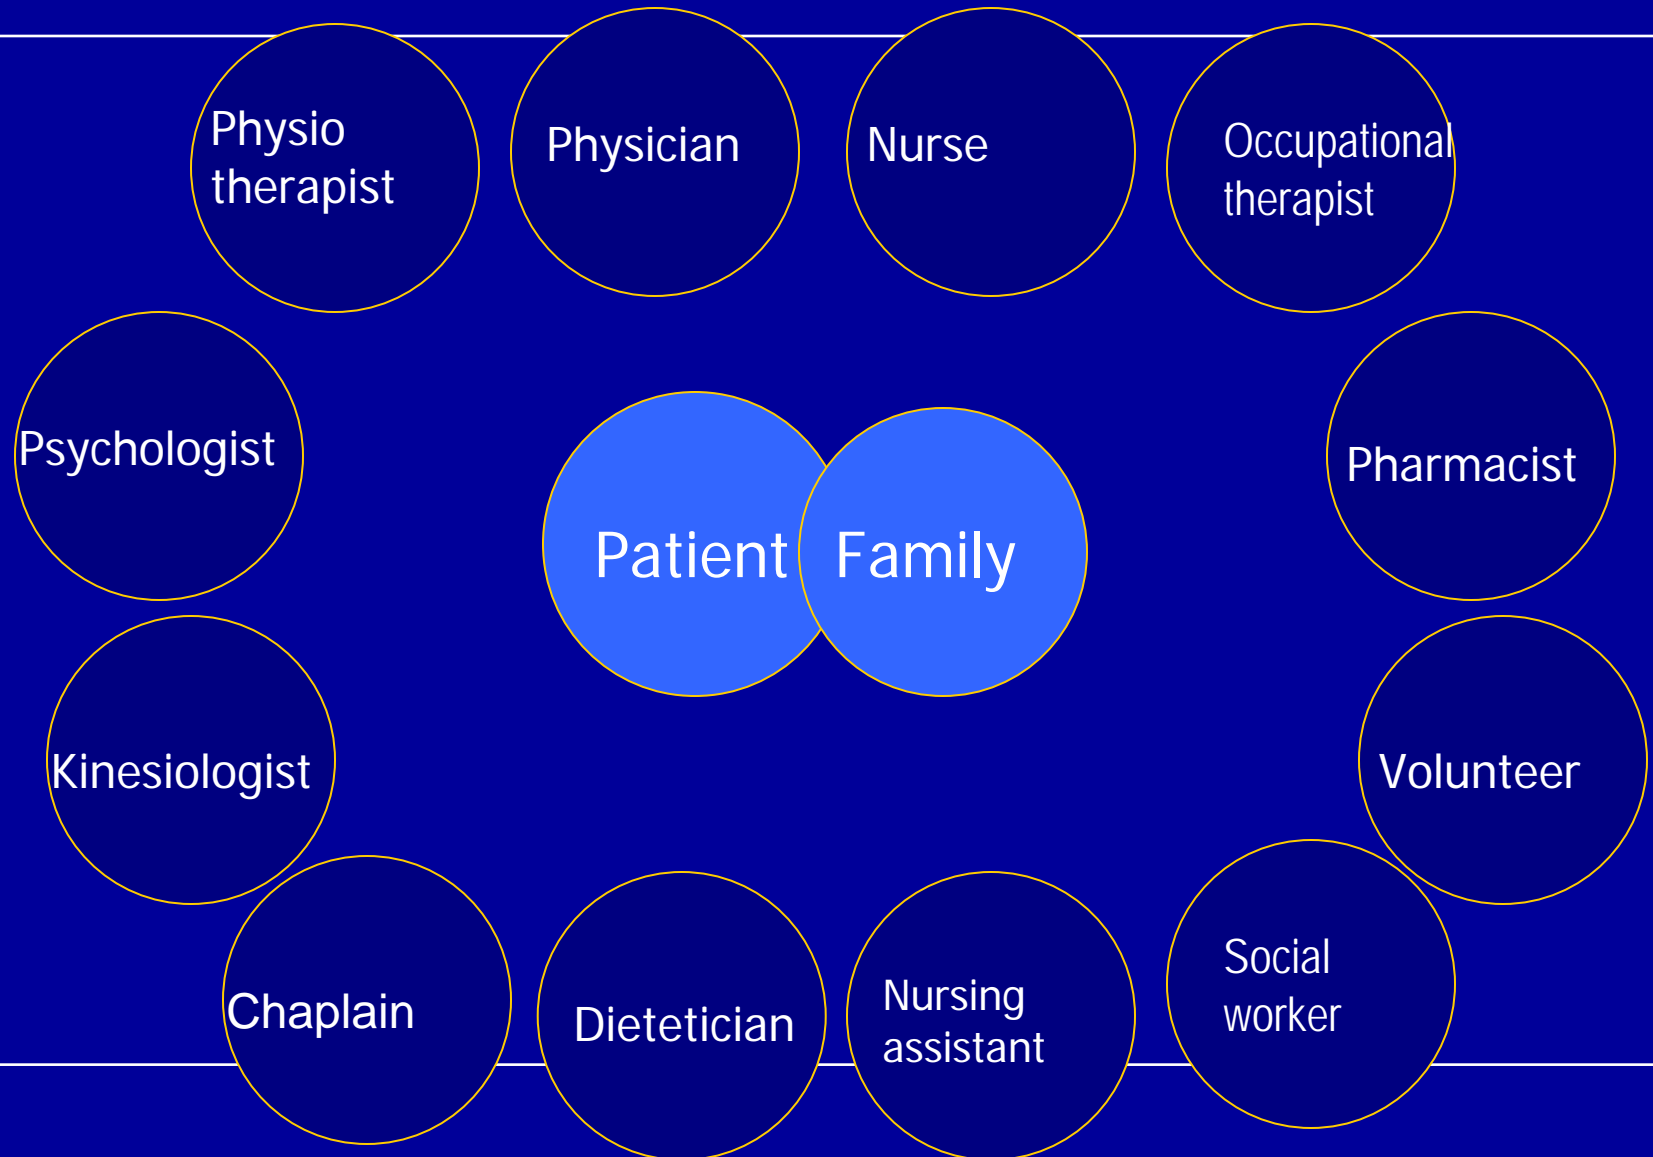 Physio
therapist
Physician
Nurse
Occupational
therapist
Psychologist
Pharmacist
Patient
Family
Kinesiologist
Volunteer
Chaplain
Dietetician
Nursing
assistant
Social
worker